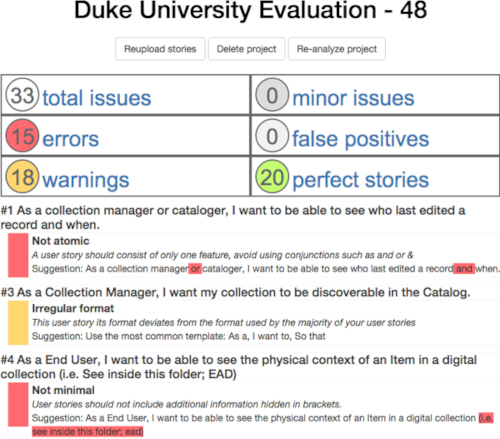 Duke University Evaluation - 48
Reupload stories Delete project Re-analyze project
33 total issues 0 minor issues
15 errors 0 false positives
18 warnings 20 perfect stories
#1 As a collection manager or cataloger, I want to be able to see who last edited a
record and when.
Not atomic
A user story should consist of only one feature, avoid using conjunctions such as and or &
Suggestion: As a collection manager or cataloger, I want to be able to see who last edited a record and when.
#3 As a Collection Manager, I want my collection to be discoverable in the Catalog.
Irregular format
This user story its format deviates from the format used by the majority of your user stories
Suggestion: Use the most common template: As a, I want to, So that
#4 As a End User, I want to be able to see the physical context of an Item in a digital
collection (i.e. See inside this folder; EAD)
Not minimal
User stories should not include additional information hidden in brackets.
Suggestion: As a End User, I want to be able to see the physical context of an Item in a digital collection (i.e.
see inside this folder; ead)